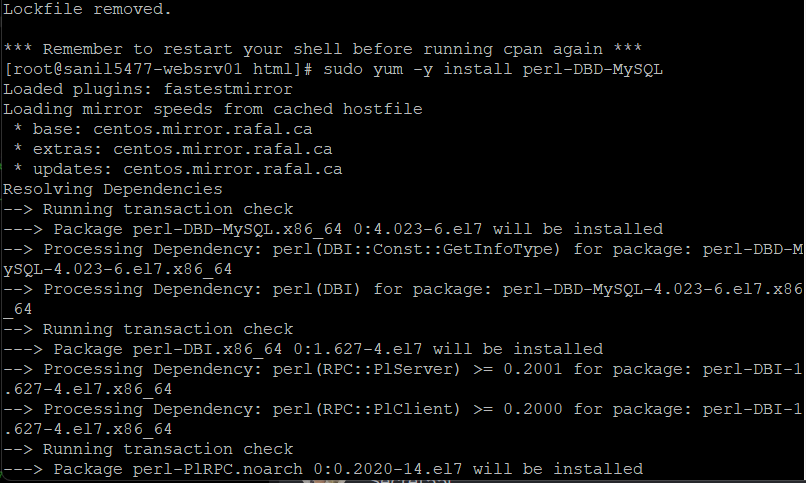 Lockfile removed.
*** Remember to restart your shell before running cpan again ***
[root@sanil5477-websrv01 html]# sudo yum -y install perl-DBD-MySQL
Loaded plugins: fastestmirror
Loading mirror speeds from cached hostfile
 * base: centos.mirror.rafal.ca
 * extras: centos.mirror.rafal.ca
 * updates: centos.mirror.rafal.ca
Resolving Dependencies
--> Running transaction check
---> Package perl-DBD-MySQL.x86_64 0:4.023-6.el7 will be installed
--> Processing Dependency: perl(DBI::Const::GetInfoType) for package: perl-DBD-M
ySQL-4.023-6.el7.x86_64
--> Processing Dependency: perl(DBI) for package: perl-DBD-MySQL-4.023-6.el7.x86
_64
--> Running transaction check
---> Package perl-DBI.x86_64 0:1.627-4.el7 will be installed
--> Processing Dependency: perl(RPC::PlServer) >= 0.2001 for package: perl-DBI-1
.627-4.el7.x86_64
--> Processing Dependency: perl(RPC::PlClient) >= 0.2000 for package: perl-DBI-1
.627-4.el7.x86_64
--> Running transaction check
---> Package perl-PlRPC.noarch 0:0.2020-14.el7 will be installed